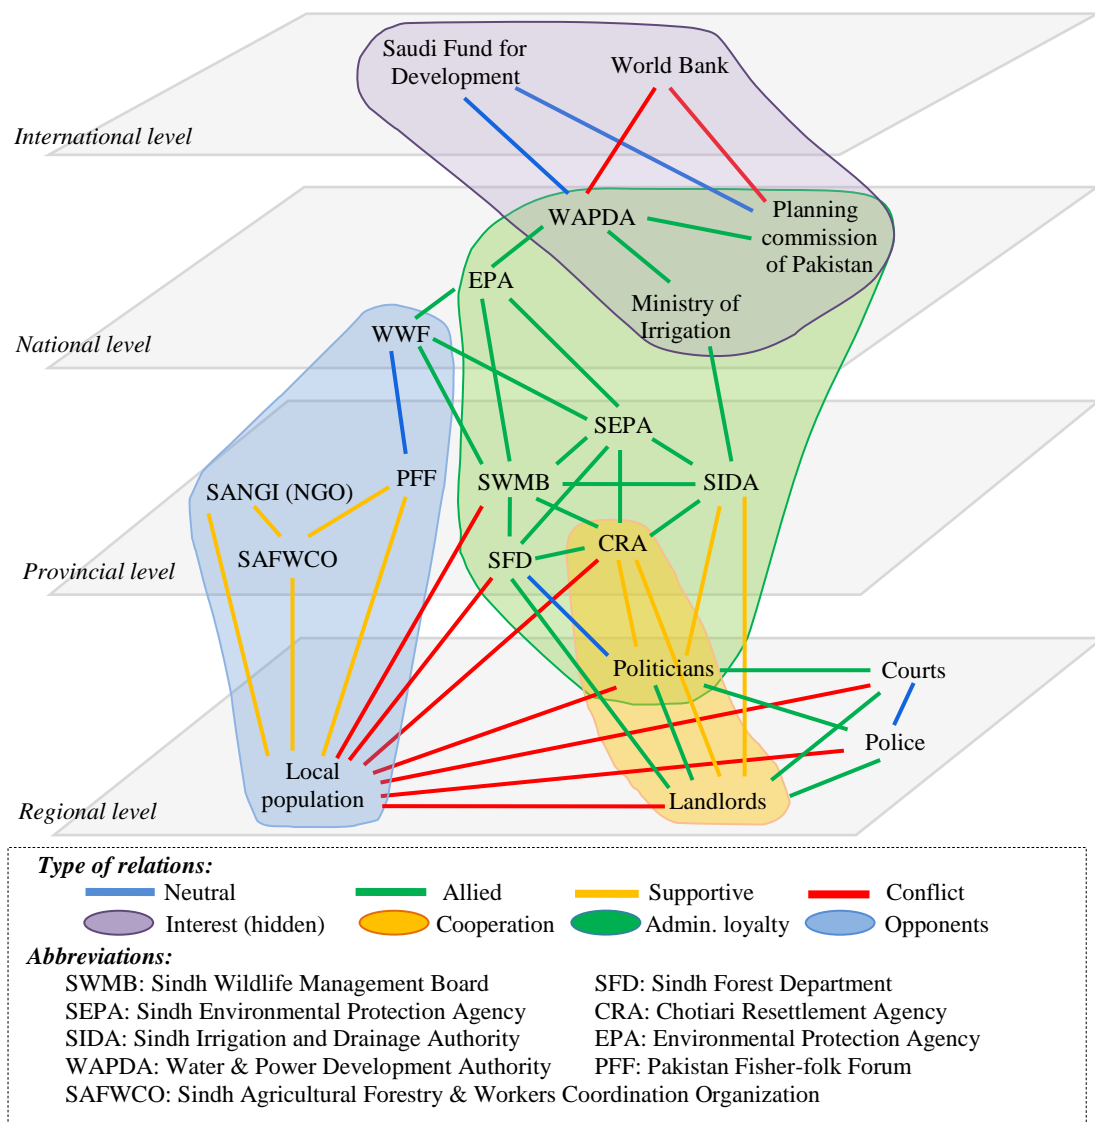 Saudi Fund for
Development
World Bank
International level
WAPDA
Planning
commission
of Pakistan
EPA
Ministry of
Irrigation
WWF
National level
SEPA
PFF
SWMB
SIDA
SANGI (NGO)
CRA
SAFWCO
SFD
Provincial level
Politicians
Courts
Police
Local
population
Landlords
Regional level
Type of relations:
Neutral
Allied
Supportive
Conflict
Interest (hidden)
Cooperation
Admin. loyalty
Opponents
Abbreviations:
SWMB: Sindh Wildlife Management Board
SFD: Sindh Forest Department
SEPA: Sindh Environmental Protection Agency
CRA: Chotiari Resettlement Agency
SIDA: Sindh Irrigation and Drainage Authority
EPA: Environmental Protection Agency
WAPDA: Water & Power Development Authority
PFF: Pakistan Fisher-folk Forum
SAFWCO: Sindh Agricultural Forestry & Workers Coordination Organization